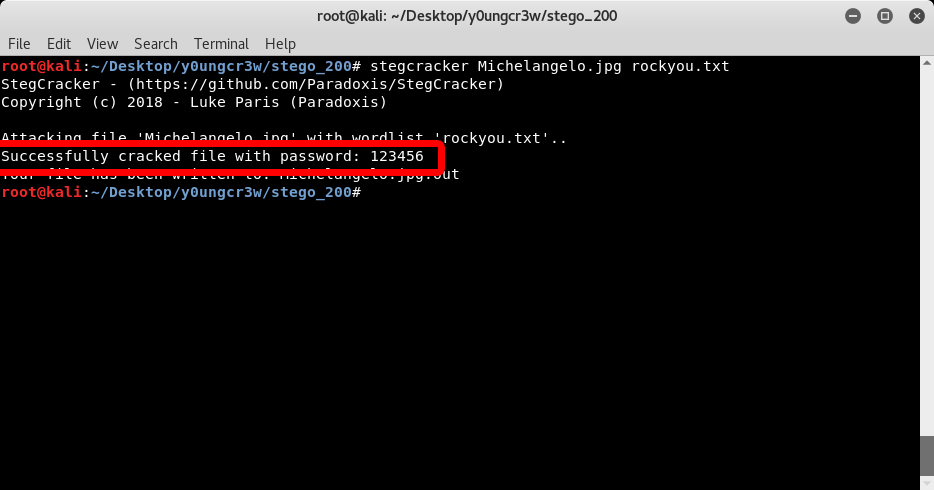 root@kali: ~/Desktop/y0ungcr3w/stego_200
File Edit View Search Terminal Help
root@kali:~/Desktop/y0ungcr3w/stego_200# stegcracker Michelangelo.jpg rockyou.txt
StegCracker - (https://github.com/Paradoxis/StegCracker)
Copyright (c) 2018 - Luke Paris (Paradoxis)
Attacking file 'Michelangelo.jpg' with wordlist 'rockyou.txt'..
Successfully cracked file with password: 123456
Your file has been written to: Michelangelo.jpg.out
root@kali:~/Desktop/y0ungcr3w/stego_200#